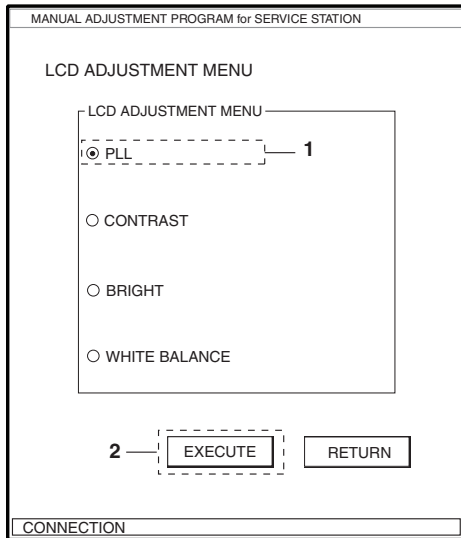 MANUAL ADJUSTMENT PROGRAM for SERVICE STATION
LCD ADJUSTMENT MENU
LCD ADJUSTMENT MENU
PLL
1
CONTRAST
BRIGHT
WHITE BALANCE
2
EXECUTE
RETURN
CONNECTION